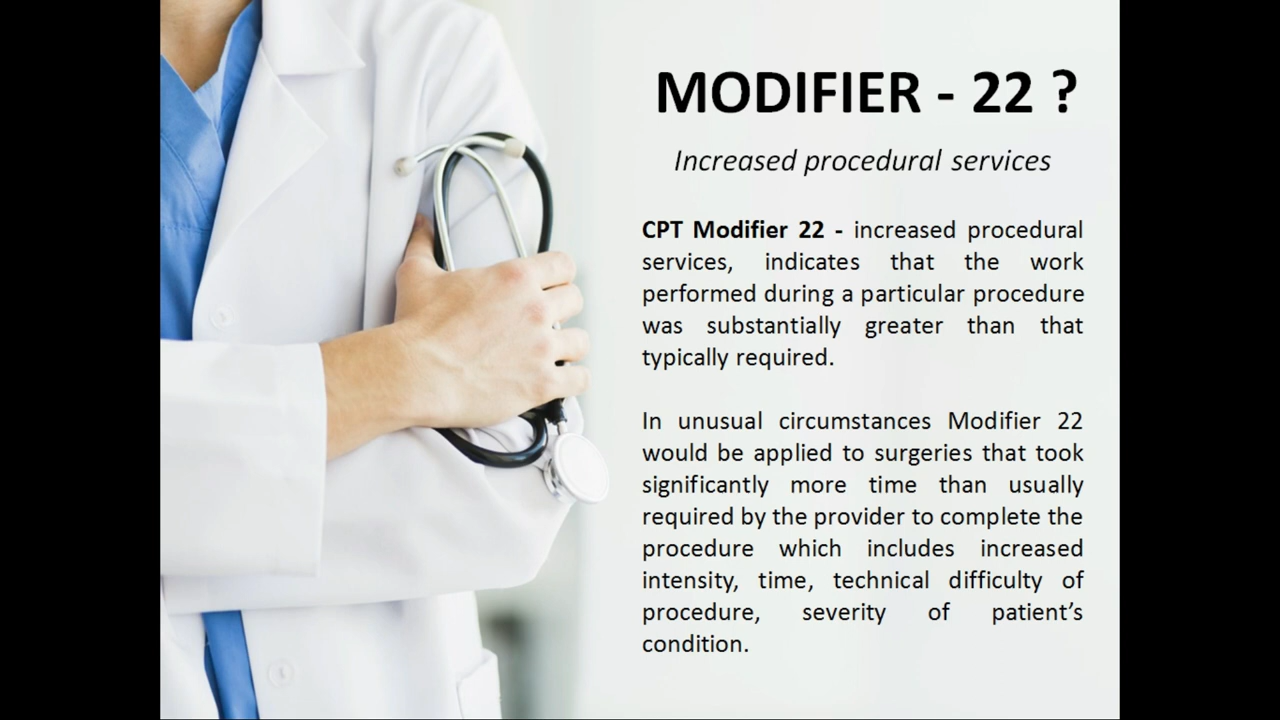 MODIFIER - 22 ?
Increased procedural services
CPT Modifier 22 - increased procedural
services, indicates that the work
performed during a particular procedure
was substantially greater than that
typically required.
In unusual circumstances Modifier 22
would be applied to surgeries that took
significantly more time than usually
required by the provider to complete the
procedure which includes increased
intensity, time, technical difficulty of
procedure, severity of patient’s
condition.